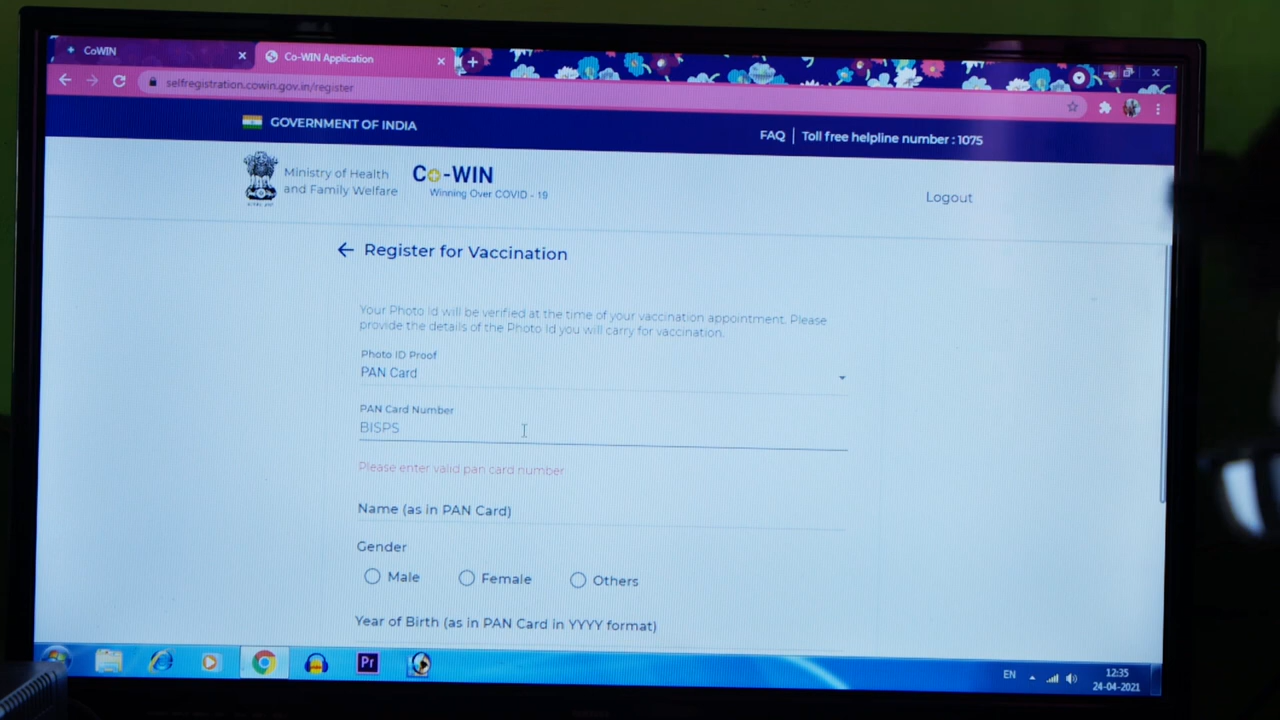 CoWIN
Co-WIN Application
selfregistration.cowin.gov.in/register
GOVERNMENT OF INDIA
FAQ | Toll free helpline number : 1075
Ministry of Health
and Family Welfare
Co-WIN
Winning Over COVID - 19
Logout
Register for Vaccination
Your Photo Id will be verified at the time of your vaccination appointment. Please
provide the details of the Photo Id you will carry for vaccination.
Photo ID Proof
PAN Card
PAN Card Number
BISPS
Please enter valid pan card number.
Name (as in PAN Card)
Gender
Male Female Others
Year of Birth (as in PAN Card in YYYY format)
Pr
EN
12:35
24-04-2021